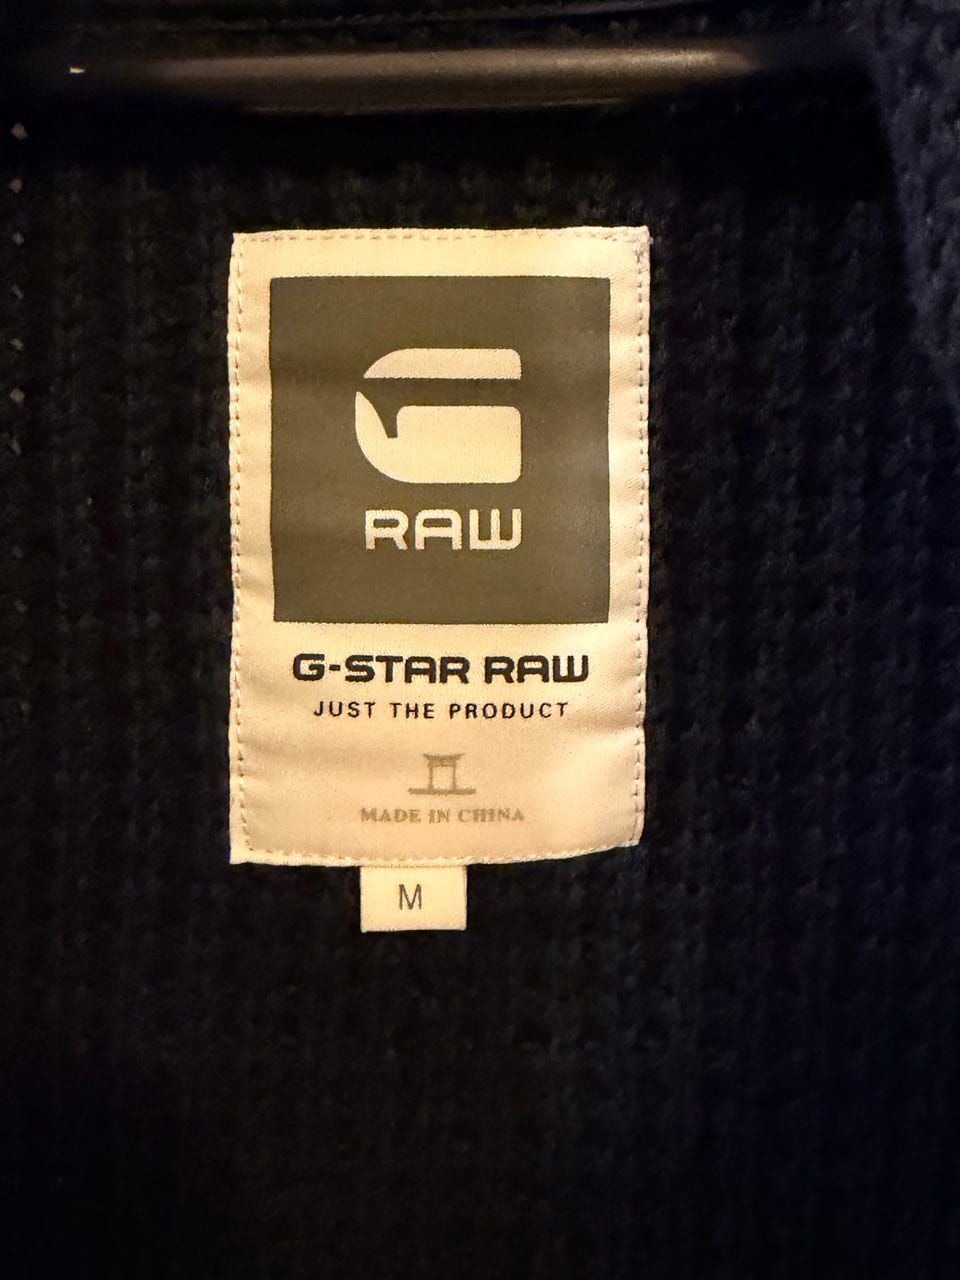 G
RAW
G-STAR RAW
JUST THE PRODUCT
MADE IN CHINA
M